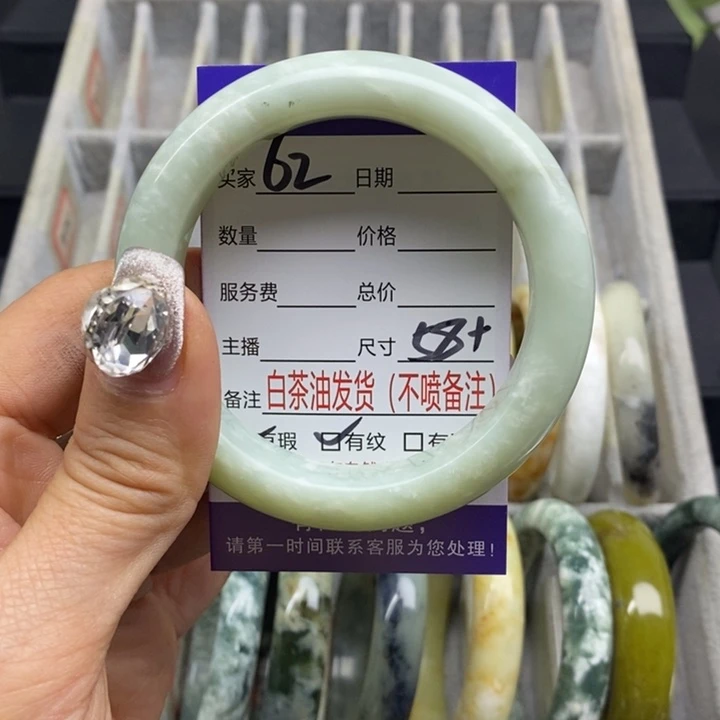 买家 62 日期
数量 价格
服务费 总价
主播 尺寸 58+
备注 白茶油发货（不喷备注）
瑕 ☑有纹 □有
请第一时间联系客服为您处理！